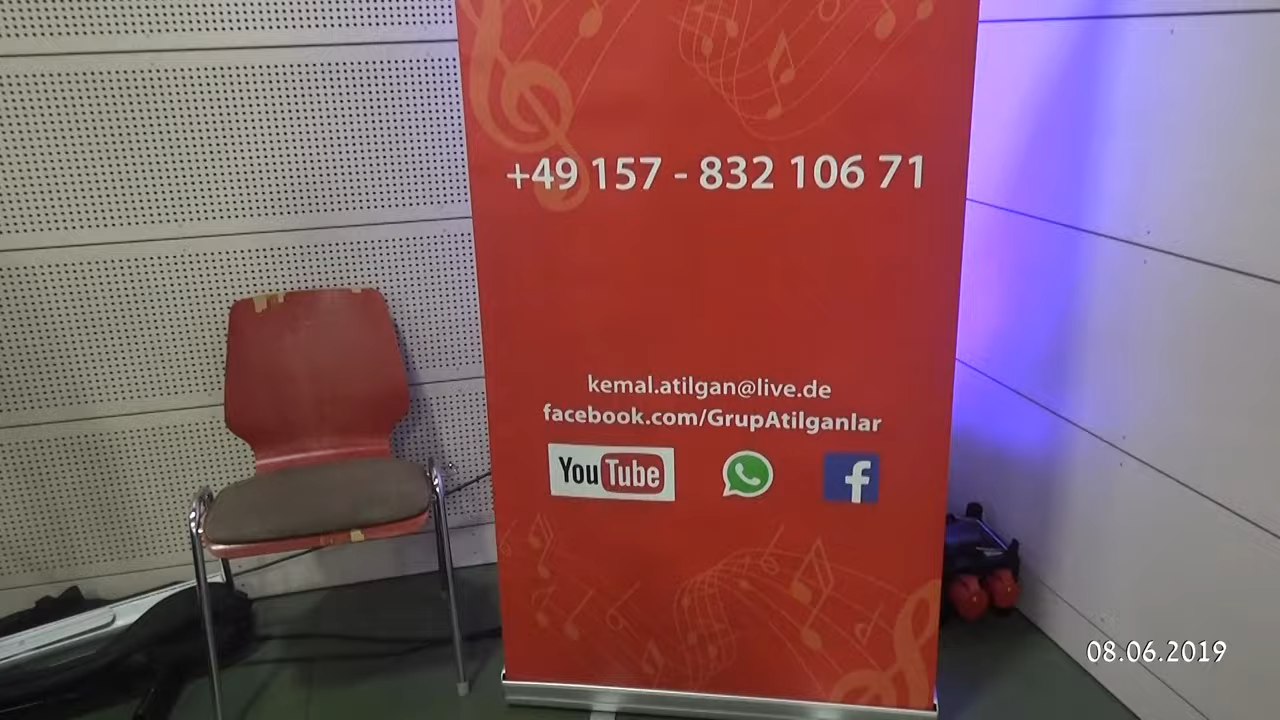 +49 157 - 832 106 71
kemal.atilgan@live.de
facebook.com/GrupAtilganlar
YouTube
f
08.06.2019